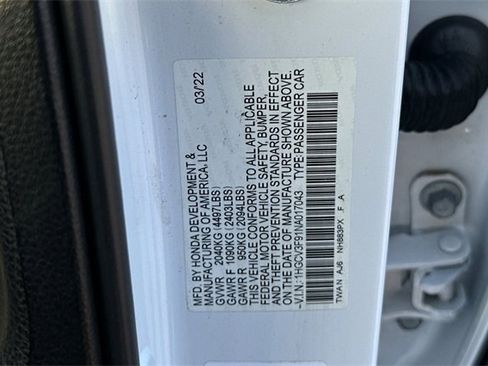 MFD. BY HONDA DEVELOPMENT & 03/22
MANUFACTURING OF AMERICA, LLC
GVWR 2040KG (4497LBS)
GAWR F 1090KG (2403LBS)
GAWR R 950KG (2094LBS)
THIS VEHICLE CONFORMS TO ALL APPLICABLE
FEDERAL MOTOR VEHICLE SAFETY, BUMPER,
AND THEFT PREVENTION STANDARDS IN EFFECT
ON THE DATE OF MANUFACTURE SHOWN ABOVE.
V.I.N.:1HGCV3F91NA017043 TYPE:PASSENGER CAR
TWAN AJ6 NH883PX F A